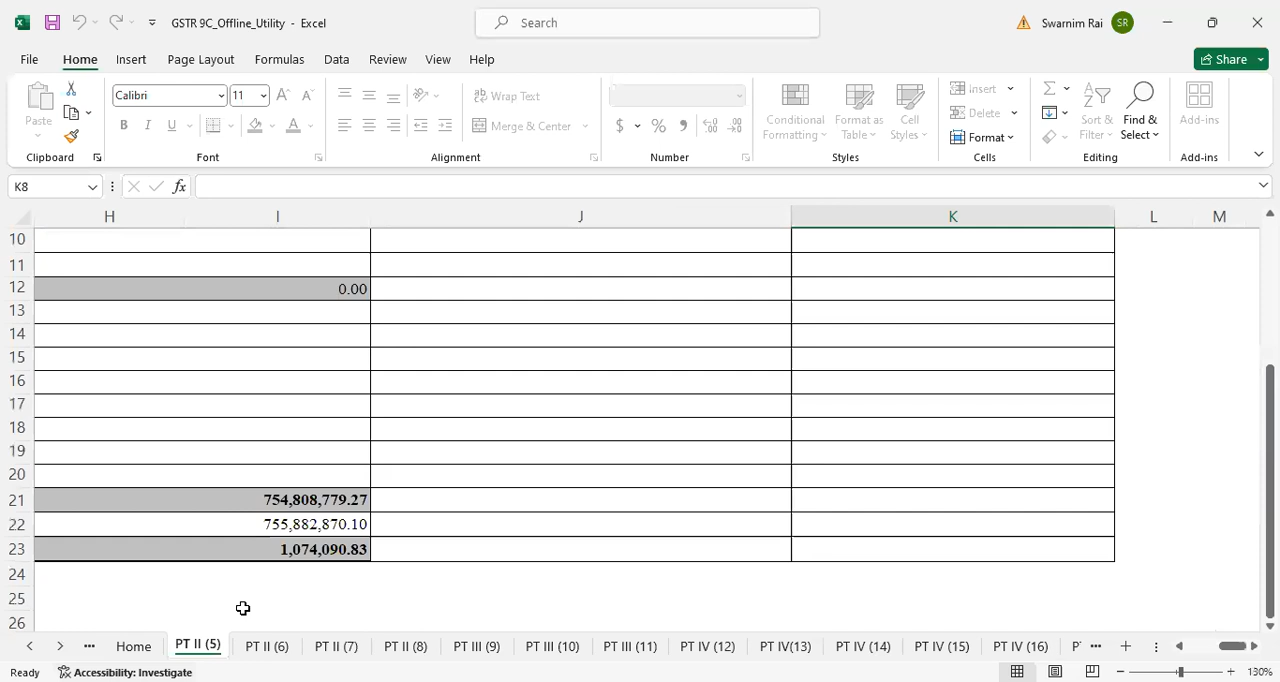 GSTR 9C_Offline_Utility - Excel
Search
Swarnim Rai SR
File Home Insert Page Layout Formulas Data Review View Help Share
Paste
Calibri 11
Wrap Text
Merge & Center
Conditional Formatting
Format as Table
Cell Styles
Insert
Delete
Format
Sort & Filter
Find & Select
Add-ins
Clipboard Font Alignment Number Styles Cells Editing Add-ins
K8 fx
H I J K L M
10
11
12 0.00
13
14
15
16
17
18
19
20
21 754,808,779.27
22 755,882,870.10
23 1,074,090.83
24
25
26
Home PT II (5) PT II (6) PT II (7) PT II (8) PT III (9) PT III (10) PT III (11) PT IV (12) PT IV(13) PT IV (14) PT IV (15) PT IV (16)
Ready Accessibility: Investigate 130%